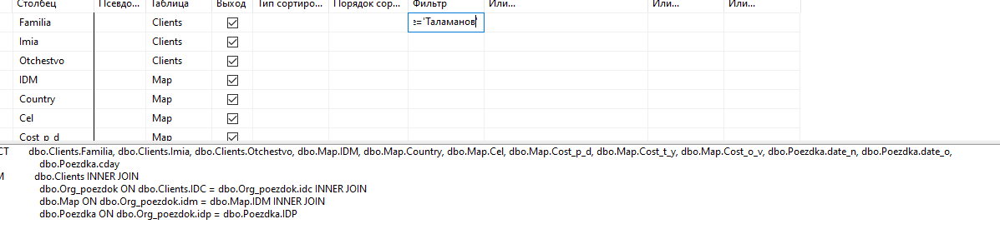 Столбец Псевдо... Таблица Выход Тип сортиро... Порядок сор... Фильтр Или... Или... Или...
Familia Clients е='Таламанов
Imia Clients
Otchestvo Clients
IDM Map
Country Map
Cel Map
Cost_p_d Map
CT dbo.Clients.Familia, dbo.Clients.Imia, dbo.Clients.Otchestvo, dbo.Map.IDM, dbo.Map.Country, dbo.Map.Cel, dbo.Map.Cost_p_d, dbo.Map.Cost_t_y, dbo.Map.Cost_o_v, dbo.Poezdka.date_n, dbo.Poezdka.date_o,
dbo.Poezdka.cday
M dbo.Clients INNER JOIN
dbo.Org_poezdok ON dbo.Clients.IDC = dbo.Org_poezdok.idc INNER JOIN
dbo.Map ON dbo.Org_poezdok.idm = dbo.Map.IDM INNER JOIN
dbo.Poezdka ON dbo.Org_poezdok.idp = dbo.Poezdka.IDP